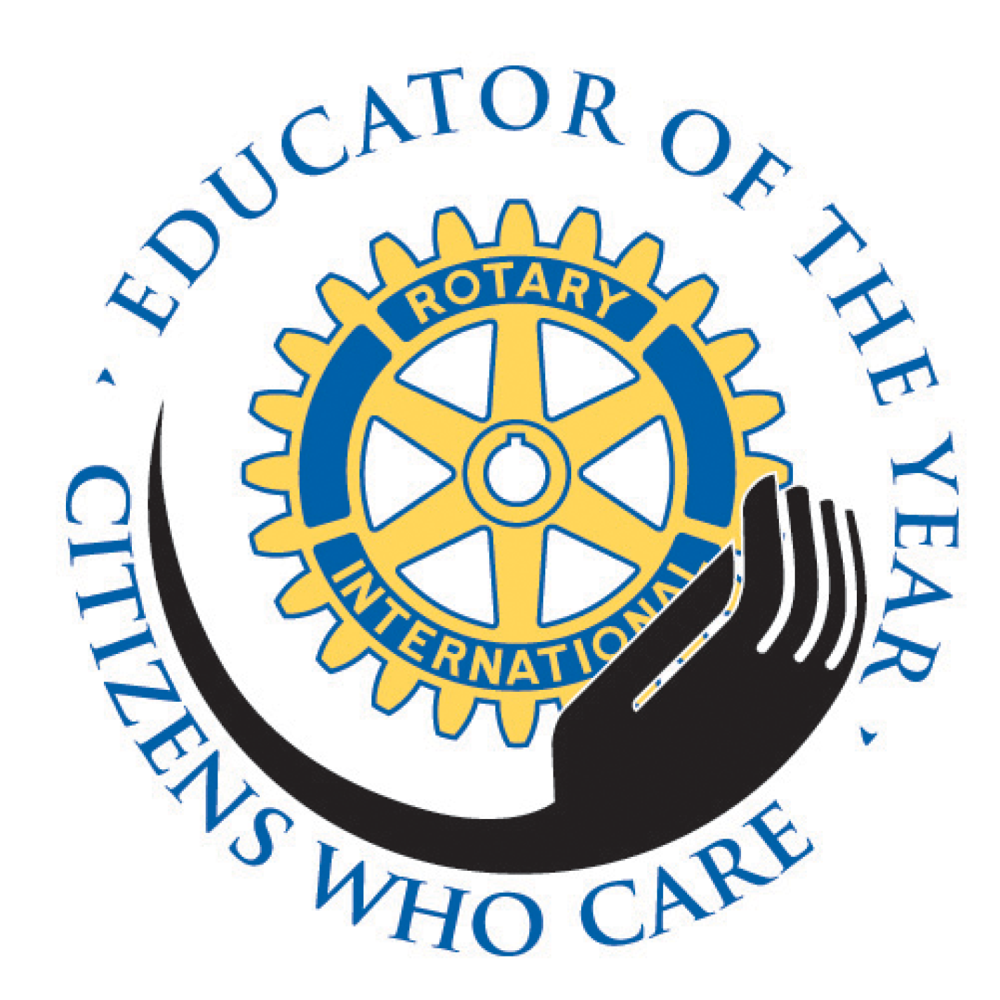 EDUCATOR OF THE YEAR
ROTARY
INTERNATIONAL
CITIZENS WHO CARE